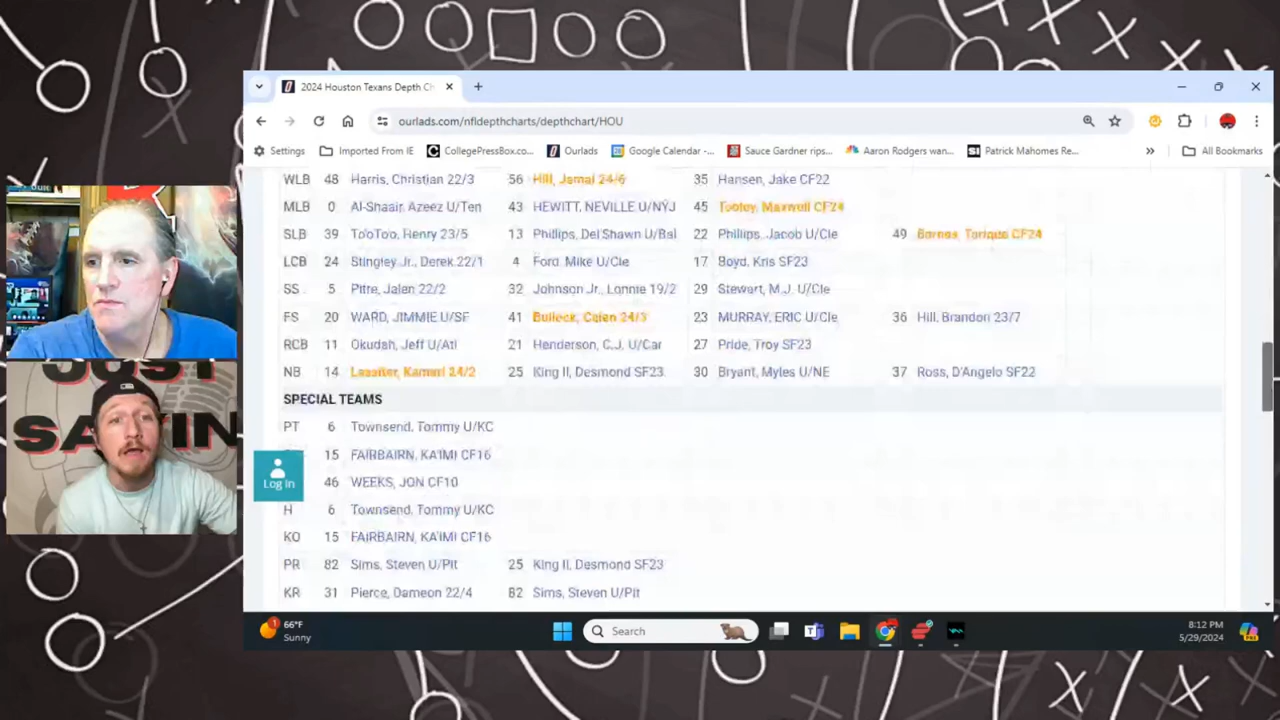 2024 Houston Texans Depth Ch
ourlads.com/nfldepthcharts/depthchart/HOU
Settings Imported From IE CollegePressBox.co... Ourlads Google Calendar -... Sauce Gardner rips... Aaron Rodgers wan... Patrick Mahomes Re... » All Bookmarks
WLB 48 Harris, Christian 22/3 56 Hill, Jamal 24/6 35 Hansen, Jake CF22
MLB 0 Al-Shaair, Azeez U/Ten 43 HEWITT, NEVILLE U/NYJ 45 Tooley, Maxwell CF24
SLB 39 To'oTo'o, Henry 23/5 13 Phillips, Del'Shawn U/Bal 22 Phillips, Jacob U/Cle 49 Barnes, Tarique CF24
LCB 24 Stingley Jr., Derek 22/1 4 Ford, Mike U/Cle 17 Boyd, Kris SF23
SS 5 Pitre, Jalen 22/2 32 Johnson Jr., Lonnie 19/2 29 Stewart, M.J. U/Cle
FS 20 WARD, JIMMIE U/SF 41 Bullock, Calen 24/3 23 MURRAY, ERIC U/Cle 36 Hill, Brandon 23/7
RCB 11 Okudah, Jeff U/Atl 21 Henderson, C.J. U/Car 27 Pride, Troy SF23
NB 14 Lassiter, Kamari 24/2 25 King II, Desmond SF23 30 Bryant, Myles U/NE 37 Ross, D'Angelo SF22
SPECIAL TEAMS
PT 6 Townsend, Tommy U/KC
15 FAIRBAIRN, KA'IMI CF16
46 WEEKS, JON CF10
Log in
H 6 Townsend, Tommy U/KC
KO 15 FAIRBAIRN, KA'IMI CF16
PR 82 Sims, Steven U/Pit 25 King II, Desmond SF23
KR 31 Pierce, Dameon 22/4 82 Sims, Steven U/Pit
JUST
SAYIN
1 66°F
Sunny
Search
8:12 PM
5/29/2024